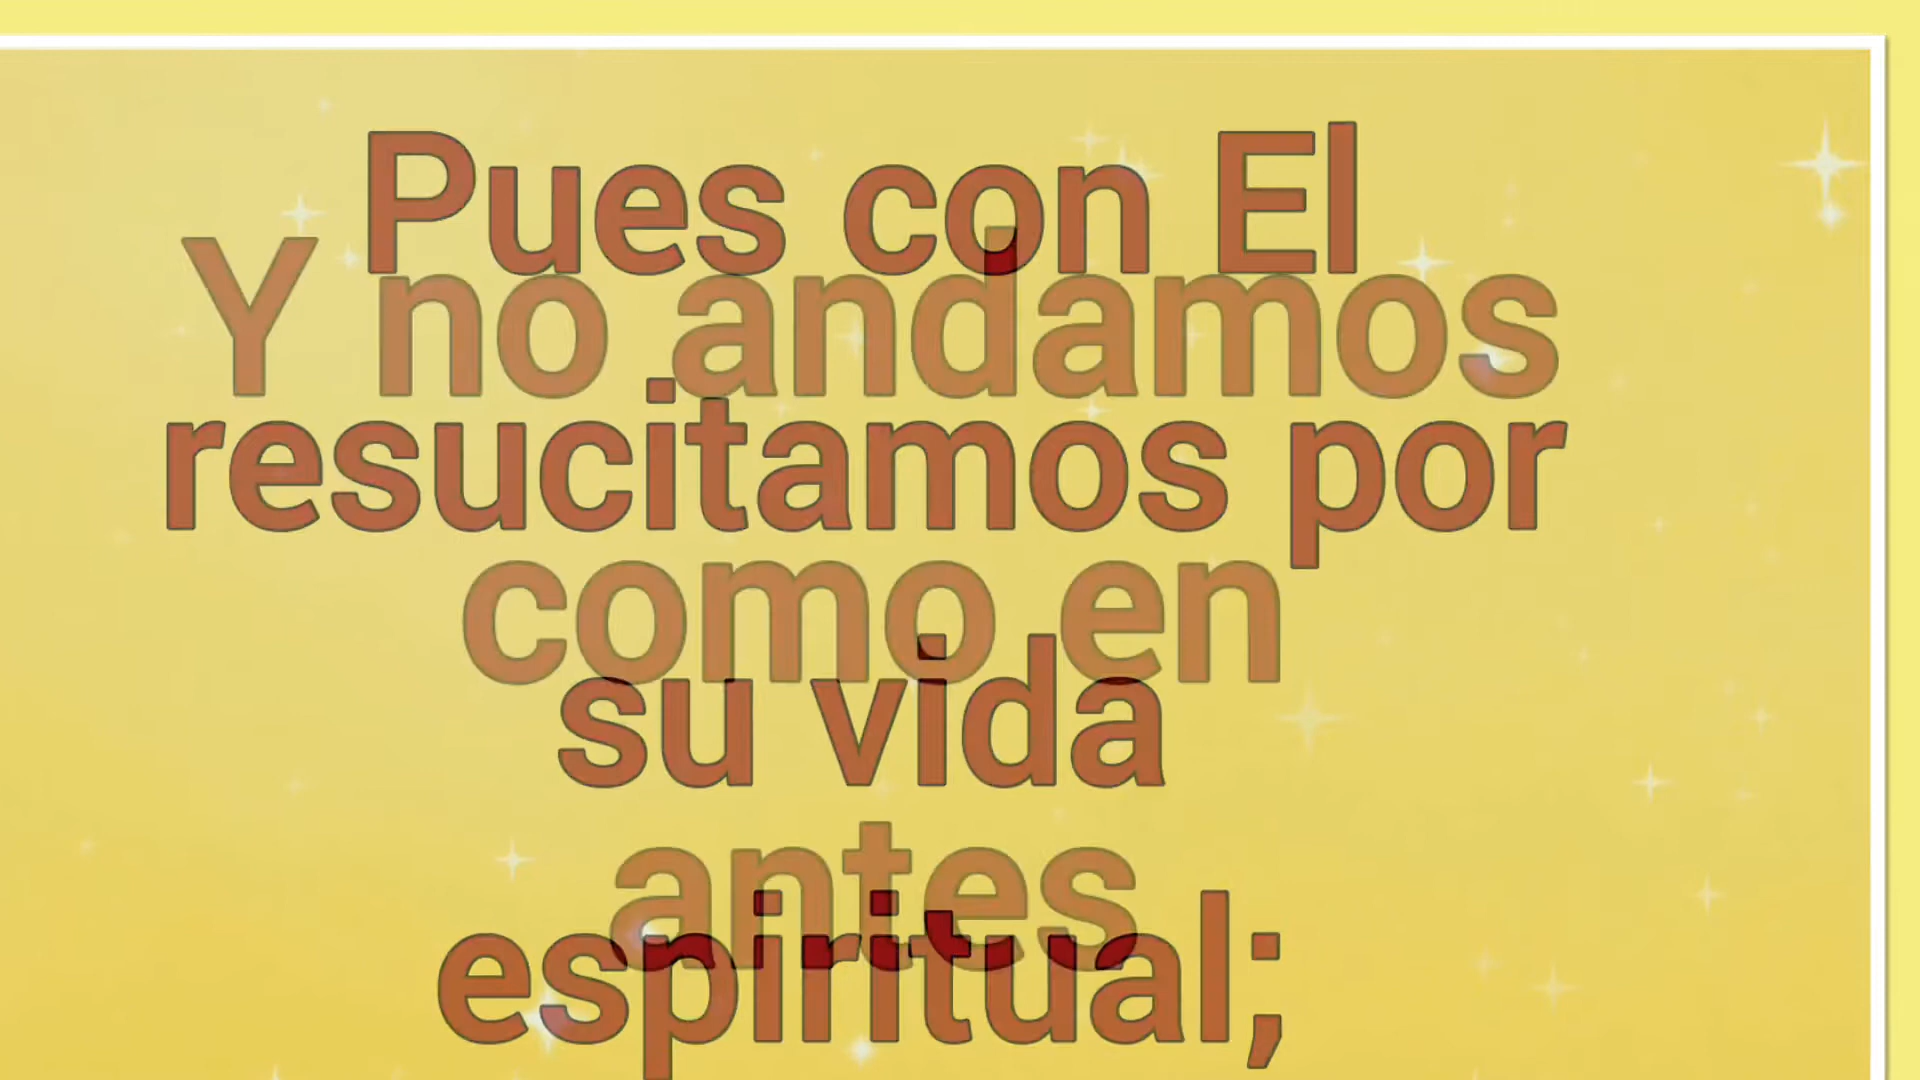 Pues con El
resucitamos por
su vida
espiritual;
Y no andamos
como en
antes